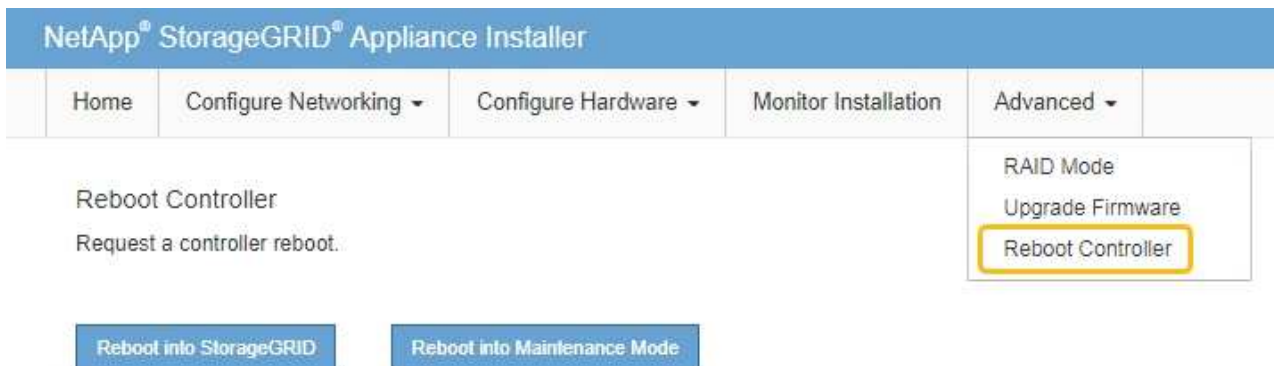 NetApp® StorageGRID® Appliance Installer
Home Configure Networking Configure Hardware Monitor Installation Advanced
RAID Mode
Upgrade Firmware
Reboot Controller
Reboot Controller
Request a controller reboot.
Reboot into StorageGRID Reboot into Maintenance Mode